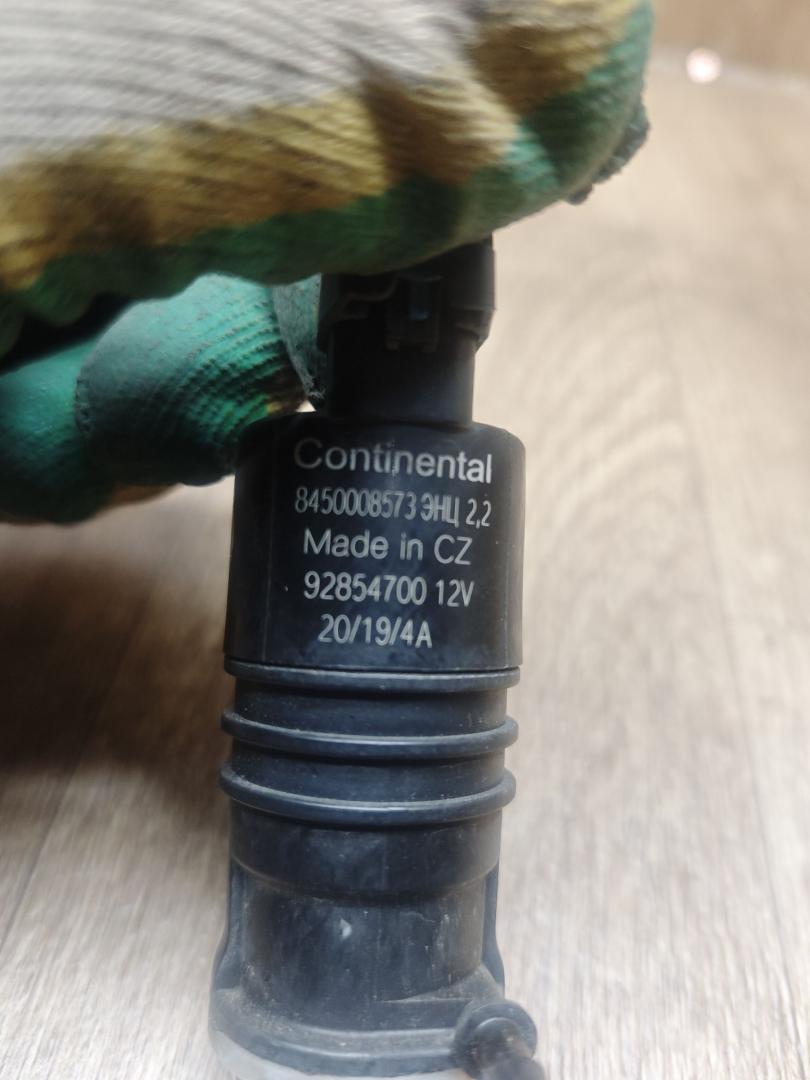 Continental
8450008573 ЭНЦ 2,2
Made in CZ
92854700 12V
20/19/4A